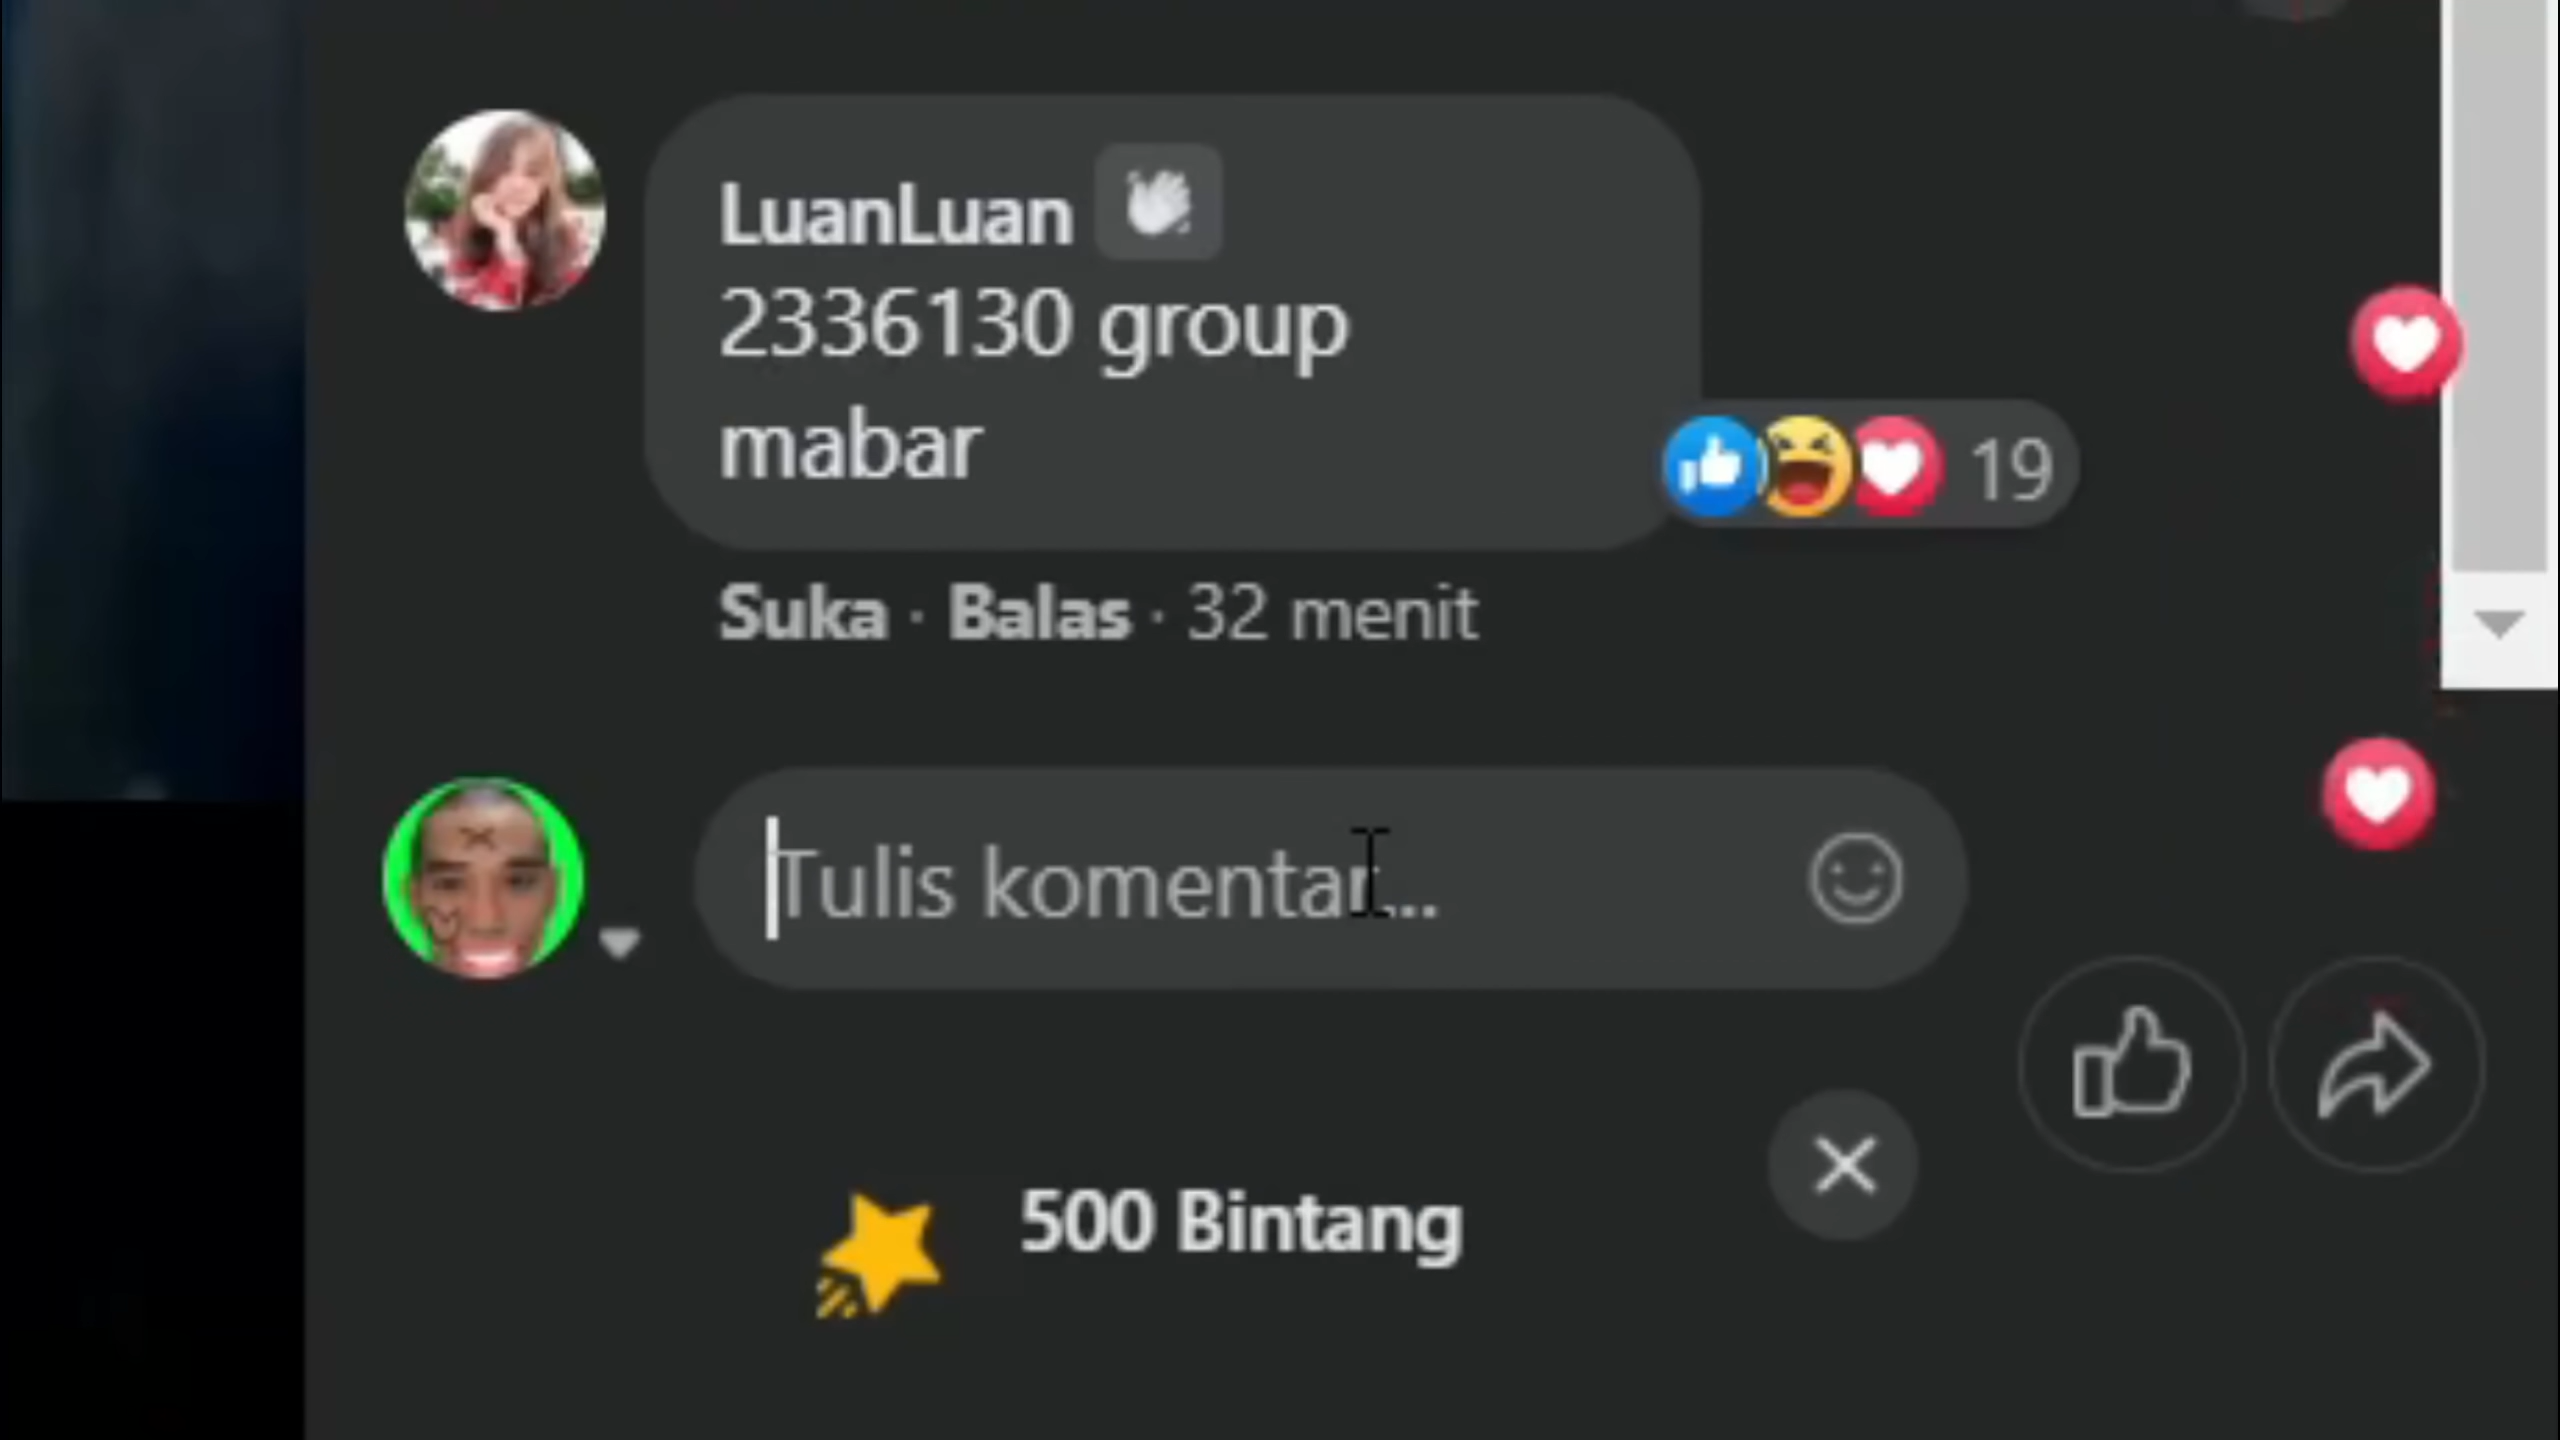 LuanLuan
2336130 group
mabar
19
Suka · Balas · 32 menit
Tulis komentar...
500 Bintang